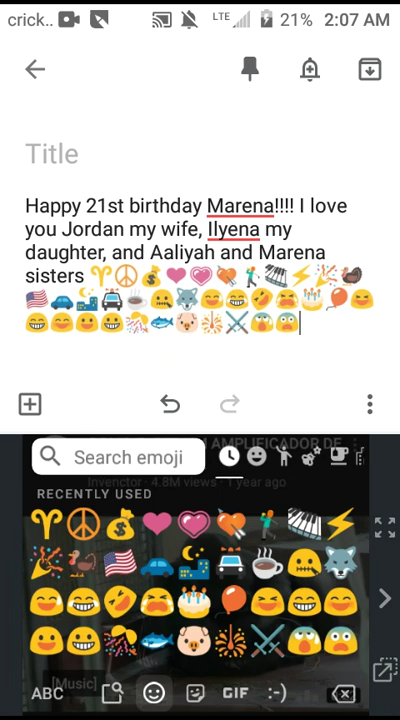 crick.. LTE 21% 2:07 AM
Title
Happy 21st birthday Marena!!!! I love
you Jordan my wife, Ilyena my
daughter, and Aaliyah and Marena
sisters ♈☮️💰❤️💗💘🏌️‍♂️🎹⚡🎉🦃
AMPLIFICADOR DE
Search emoji
Invenctor · 4.8M views · 1 year ago
RECENTLY USED
[Music]
ABC GIF :-)